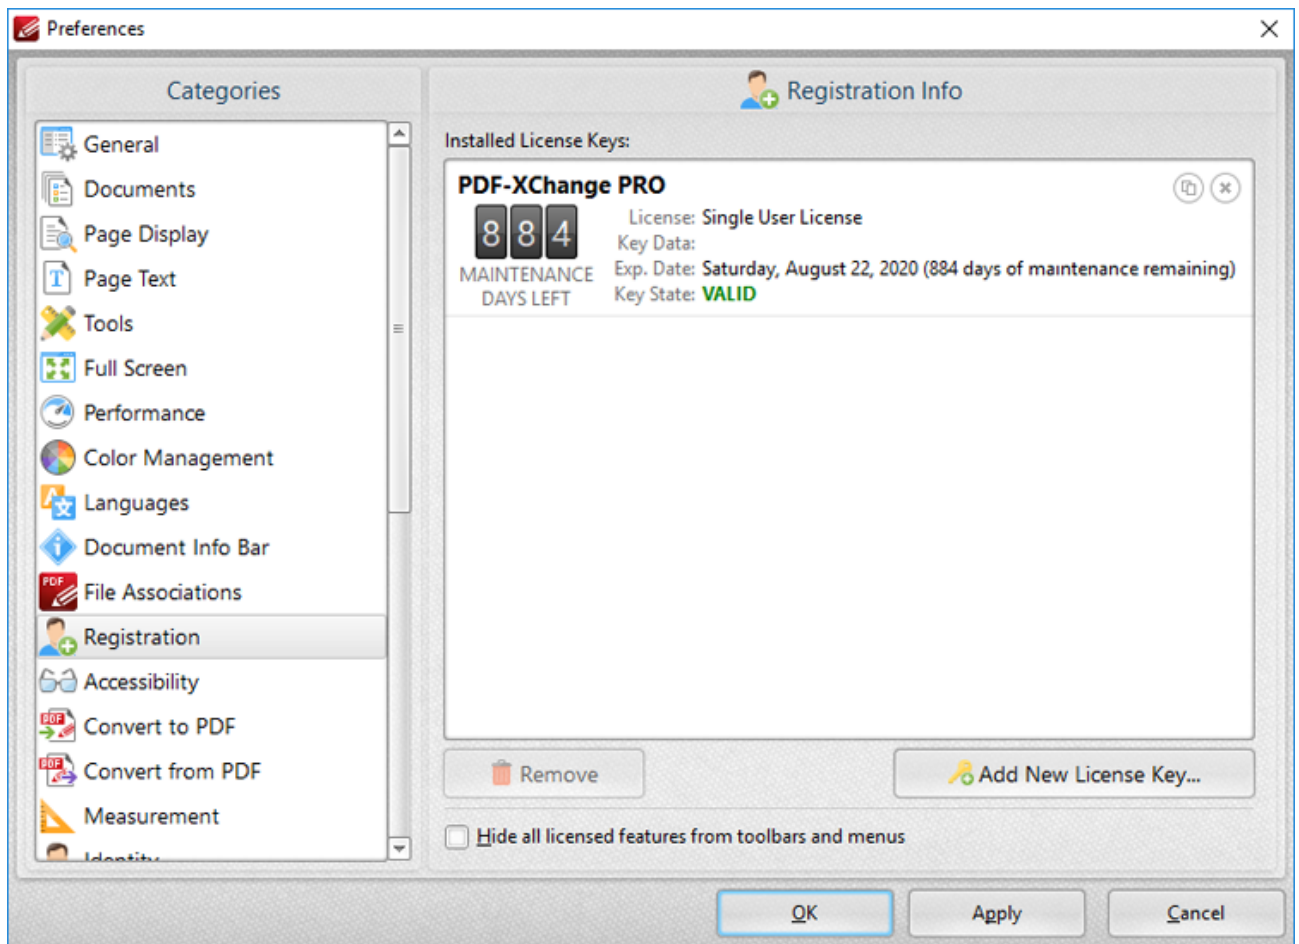 Preferences
Categories
General
Documents
Page Display
Page Text
Tools
Full Screen
Performance
Color Management
Languages
Document Info Bar
PDF
File Associations
Registration
Accessibility
PDF
Convert to PDF
PDF
Convert from PDF
Measurement
Identity
Registration Info
Installed License Keys:
PDF-XChange PRO
884
MAINTENANCE
DAYS LEFT
License: Single User License
Key Data:
Exp. Date: Saturday, August 22, 2020 (884 days of maintenance remaining)
Key State: VALID
Remove
Add New License Key...
Hide all licensed features from toolbars and menus
OK
Apply
Cancel